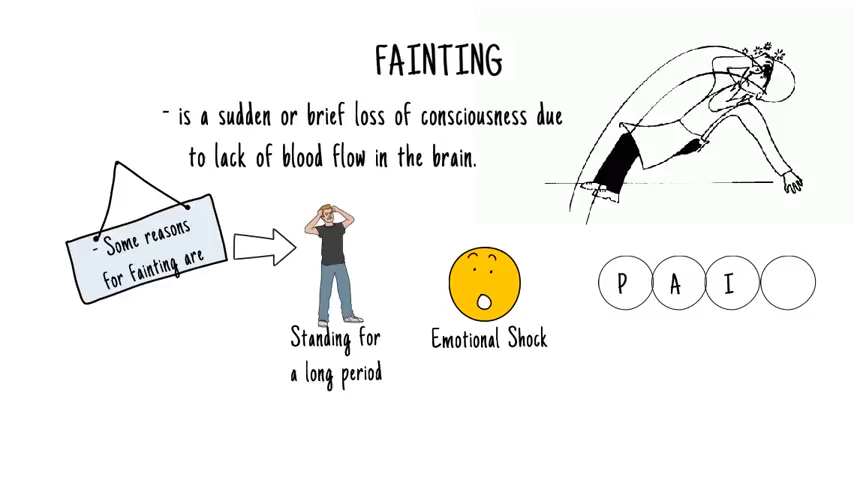 FAINTING
- is a sudden or brief loss of consciousness due
to lack of blood flow in the brain.
- Some reasons
for Fainting are
Standing for
a long period
Emotional Shock
P A I